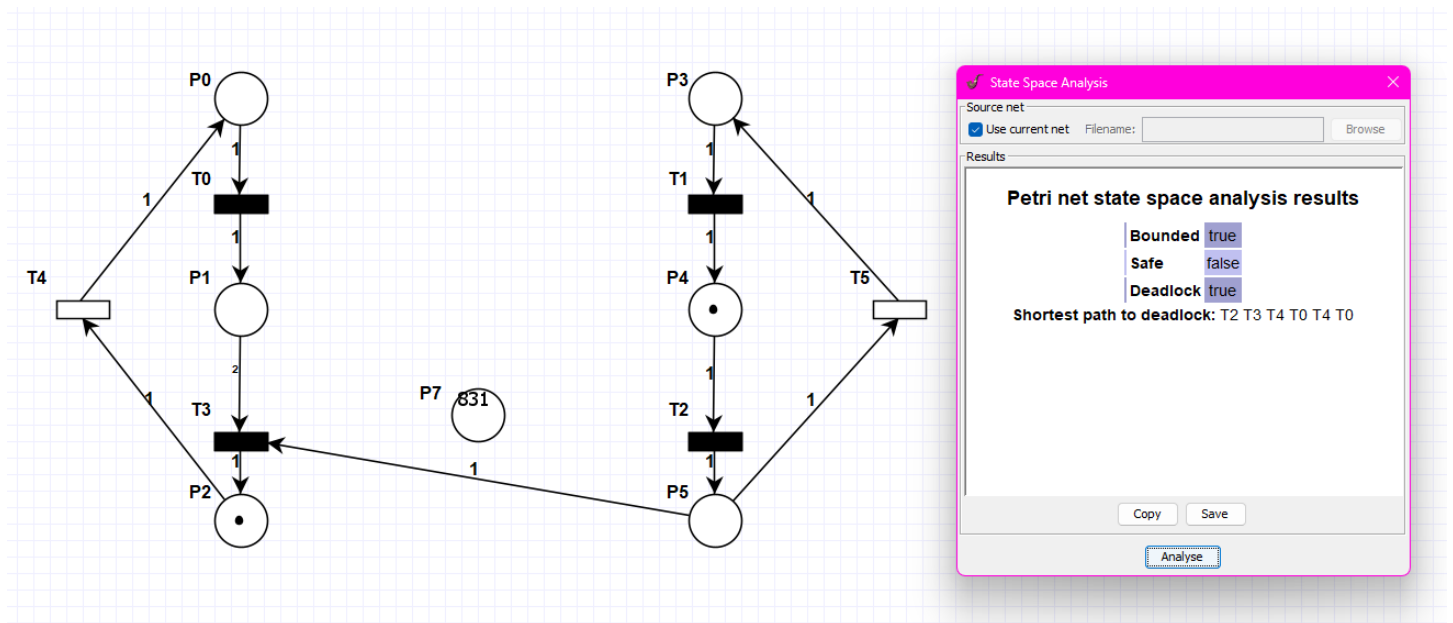 P0
1
T0
1
P1
2
T3
1
P2
T4
1
1
P7
831
1
P3
1
T1
1
P4
1
T2
1
P5
T5
1
1
State Space Analysis
Source net
Use current net Filename: Browse
Results
Petri net state space analysis results
Bounded true
Safe false
Deadlock true
Shortest path to deadlock: T2 T3 T4 T0 T4 T0
Copy Save
Analyse